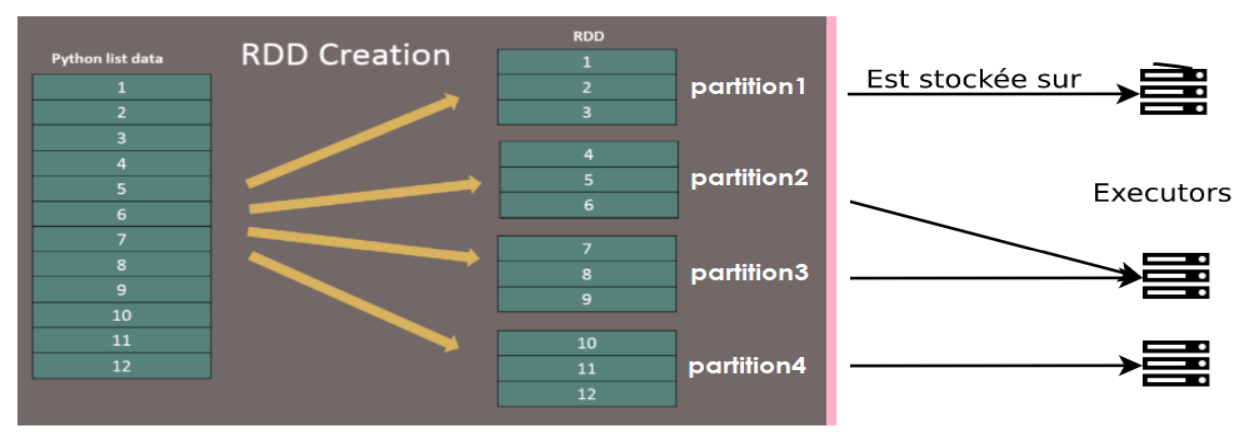 RDD Creation
Python list data
1
2
3
4
5
6
7
8
9
10
11
12
RDD
1
2
3
partition1
4
5
6
partition2
7
8
9
partition3
10
11
12
partition4
Est stockée sur
Executors